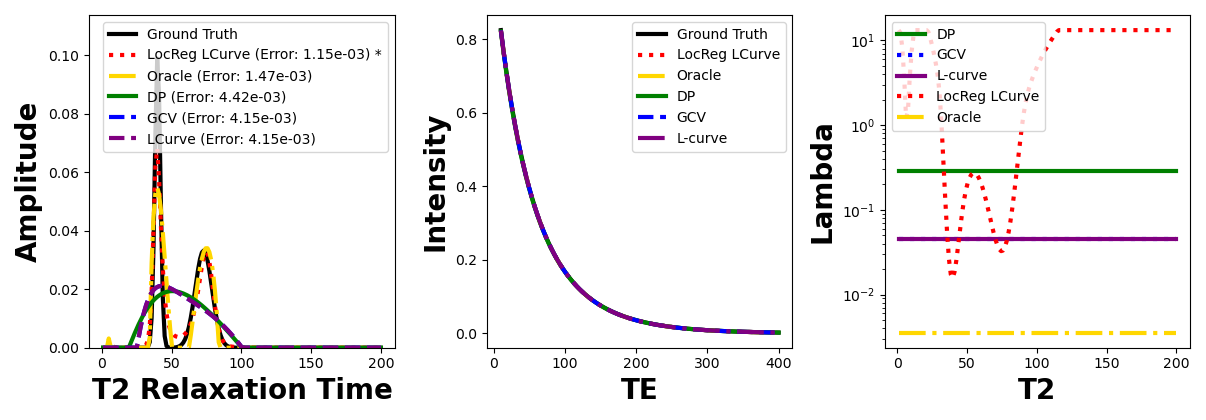 Amplitude
0.10
0.08
0.06
0.04
0.02
0.00
Ground Truth
LocReg LCurve (Error: 1.15e-03) *
Oracle (Error: 1.47e-03)
DP (Error: 4.42e-03)
GCV (Error: 4.15e-03)
LCurve (Error: 4.15e-03)
0 50 100 150 200
T2 Relaxation Time
Intensity
0.8
0.6
0.4
0.2
0.0
Ground Truth
LocReg LCurve
Oracle
DP
GCV
L-curve
0 100 200 300 400
TE
Lambda
10¹
10⁰
10⁻¹
10⁻²
DP
GCV
L-curve
LocReg LCurve
Oracle
0 50 100 150 200
T2